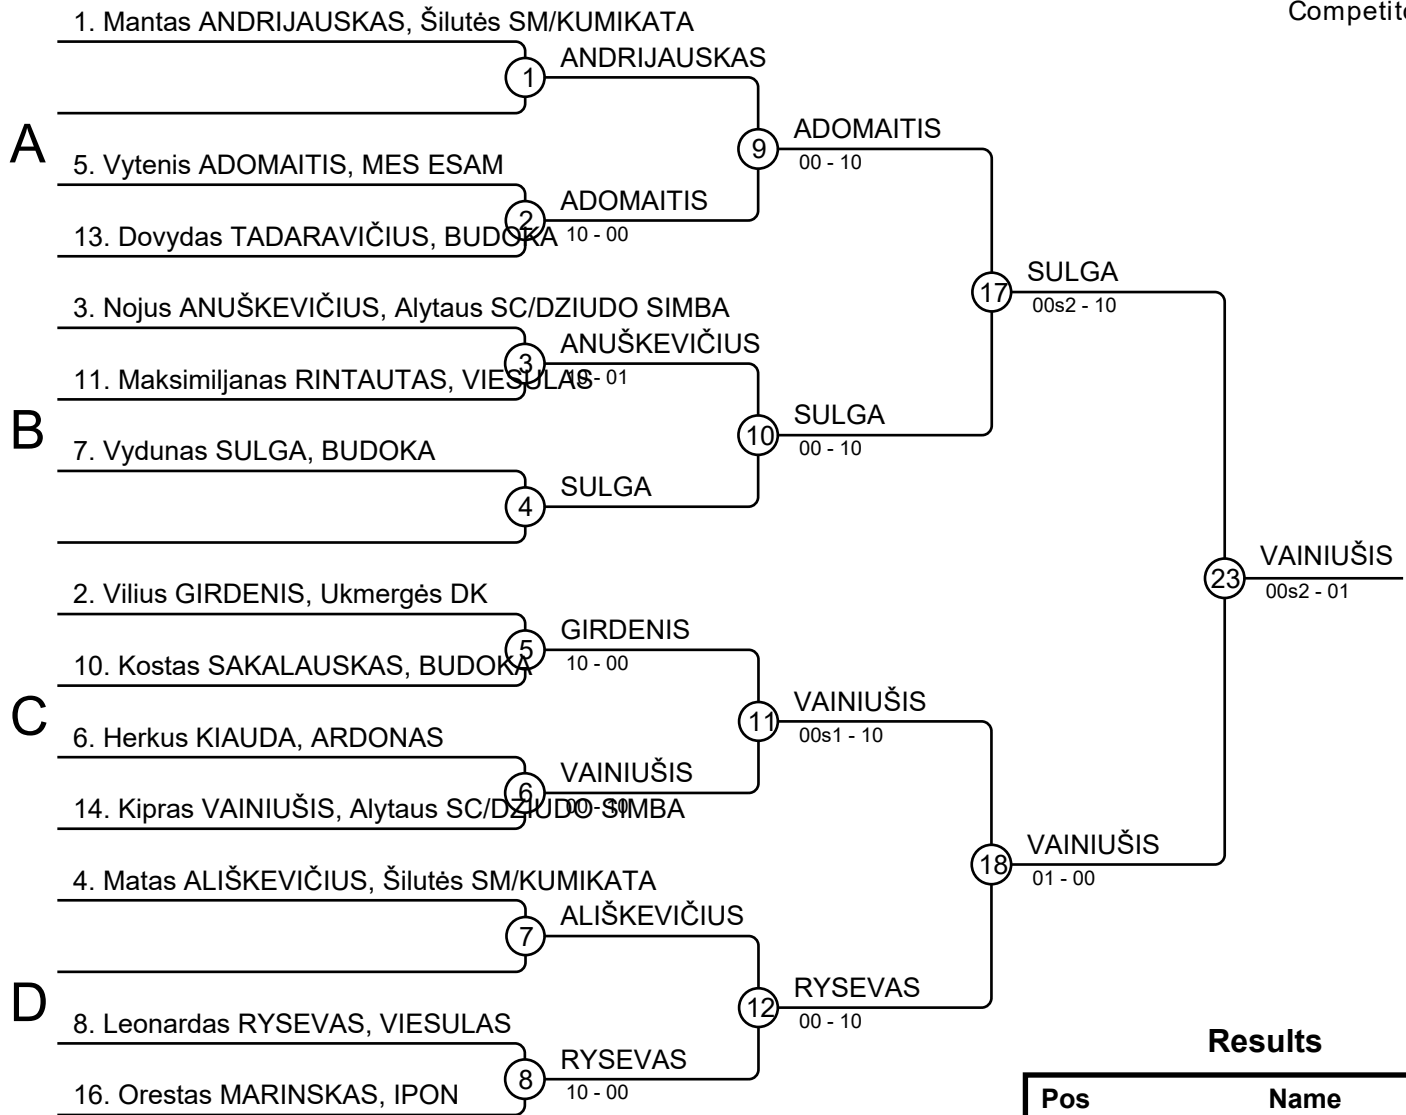 Competit
1. Mantas ANDRIJAUSKAS, Šilutės SM/KUMIKATA
1
ANDRIJAUSKAS
A
9
ADOMAITIS
00 - 10
5. Vytenis ADOMAITIS, MES ESAM
2
ADOMAITIS
10 - 00
13. Dovydas TADARAVIČIUS, BUDOKA
17
SULGA
00s2 - 10
3. Nojus ANUŠKEVIČIUS, Alytaus SC/DZIUDO SIMBA
3
ANUŠKEVIČIUS
10 - 01
11. Maksimiljanas RINTAUTAS, VIESULAS
B
10
SULGA
00 - 10
7. Vydunas SULGA, BUDOKA
4
SULGA
23
VAINIUŠIS
00s2 - 01
2. Vilius GIRDENIS, Ukmergės DK
5
GIRDENIS
10 - 00
10. Kostas SAKALAUSKAS, BUDOKA
C
11
VAINIUŠIS
00s1 - 10
6. Herkus KIAUDA, ARDONAS
6
VAINIUŠIS
00 - 10
14. Kipras VAINIUŠIS, Alytaus SC/DZIUDO SIMBA
18
VAINIUŠIS
01 - 00
4. Matas ALIŠKEVIČIUS, Šilutės SM/KUMIKATA
7
ALIŠKEVIČIUS
D
12
RYSEVAS
00 - 10
8. Leonardas RYSEVAS, VIESULAS
8
RYSEVAS
10 - 00
16. Orestas MARINSKAS, IPON
Results
Pos Name